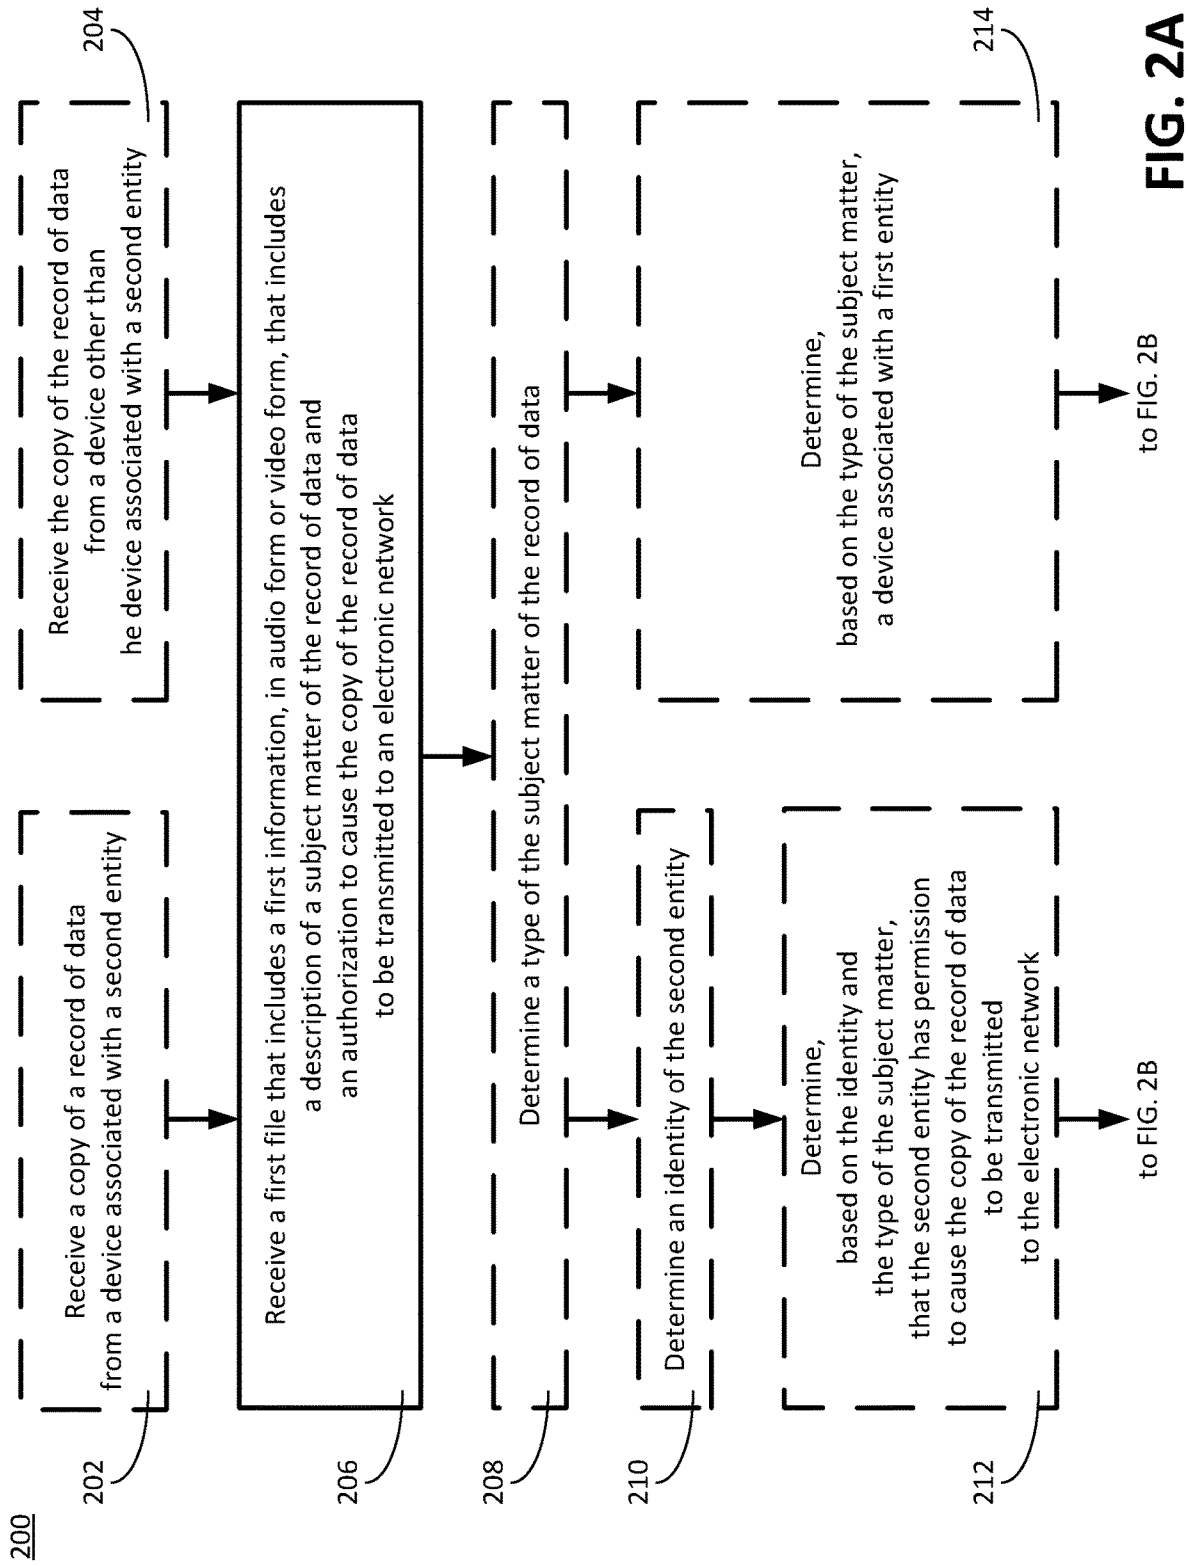 200
202
Receive a copy of a record of data
from a device associated with a second entity
204
Receive the copy of the record of data
from a device other than
he device associated with a second entity
206
Receive a first file that includes a first information, in audio form or video form, that includes
a description of a subject matter of the record of data and
an authorization to cause the copy of the record of data
to be transmitted to an electronic network
208
Determine a type of the subject matter of the record of data
210
Determine an identity of the second entity
212
Determine,
based on the identity and
the type of the subject matter,
that the second entity has permission
to cause the copy of the record of data
to be transmitted
to the electronic network
214
Determine,
based on the type of the subject matter,
a device associated with a first entity
to FIG. 2B
to FIG. 2B
FIG. 2A